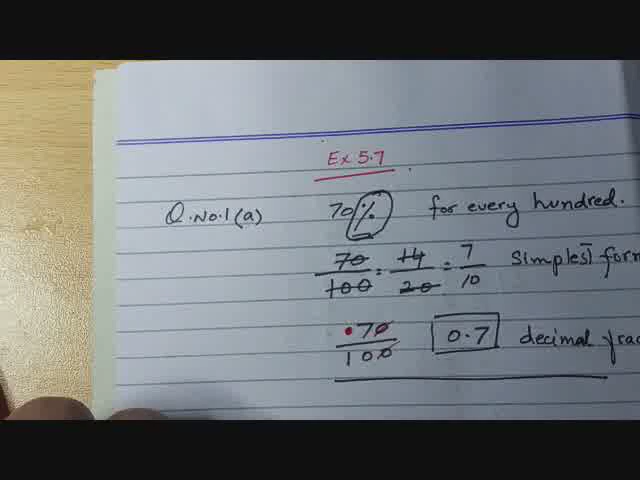 Ex 5.7
Q.No.1(a) 70% for every hundred.
70/100 = 14/20 = 7/10 Simplest form
.70/100 0.7 decimal frac